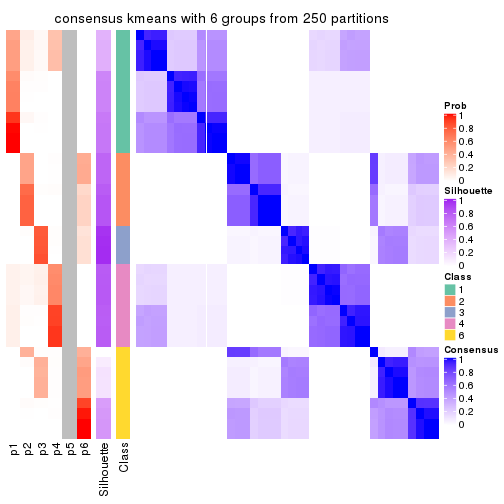 consensus kmeans with 6 groups from 250 partitions
Prob
1
0.8
0.6
0.4
0.2
0
Silhouette
1
0.8
0.6
0.4
0.2
0
Class
1
2
3
4
6
Consensus
1
0.8
0.6
0.4
0.2
0
p1
p2
p3
p4
p5
p6
Silhouette
Class